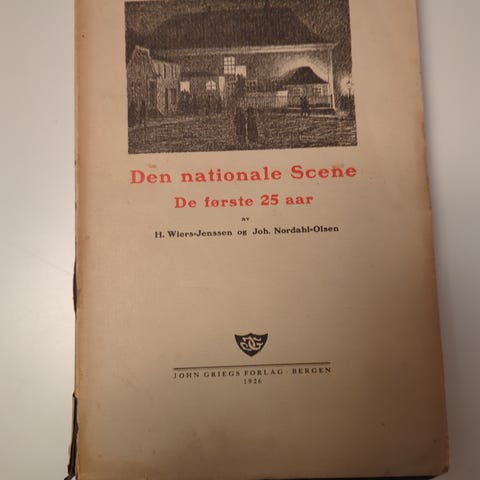 Den nationale Scene
De første 25 aar
AV
H. Wiers-Jenssen og Joh. Nordahl-Olsen
JOHN GRIEGS FORLAG - BERGEN
1926